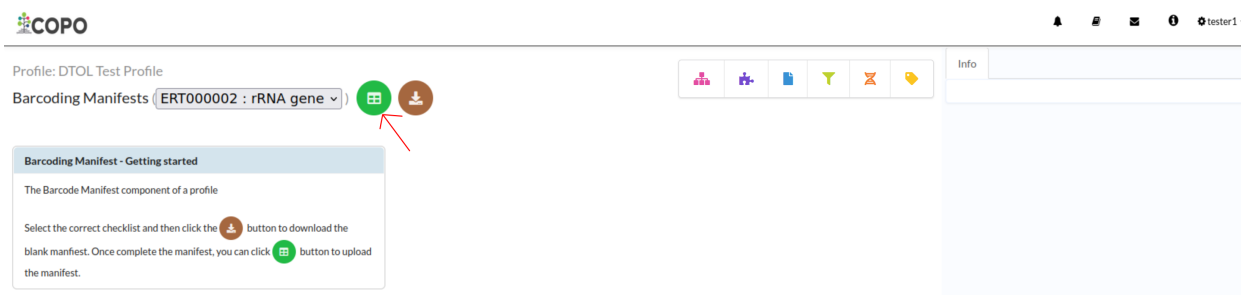 COPO
tester1
Profile: DTOL Test Profile
Info
Barcoding Manifests ( ERT000002 : rRNA gene )
Barcoding Manifest - Getting started
The Barcode Manifest component of a profile
Select the correct checklist and then click the button to download the
blank manfiest. Once complete the manifest, you can click button to upload
the manifest.